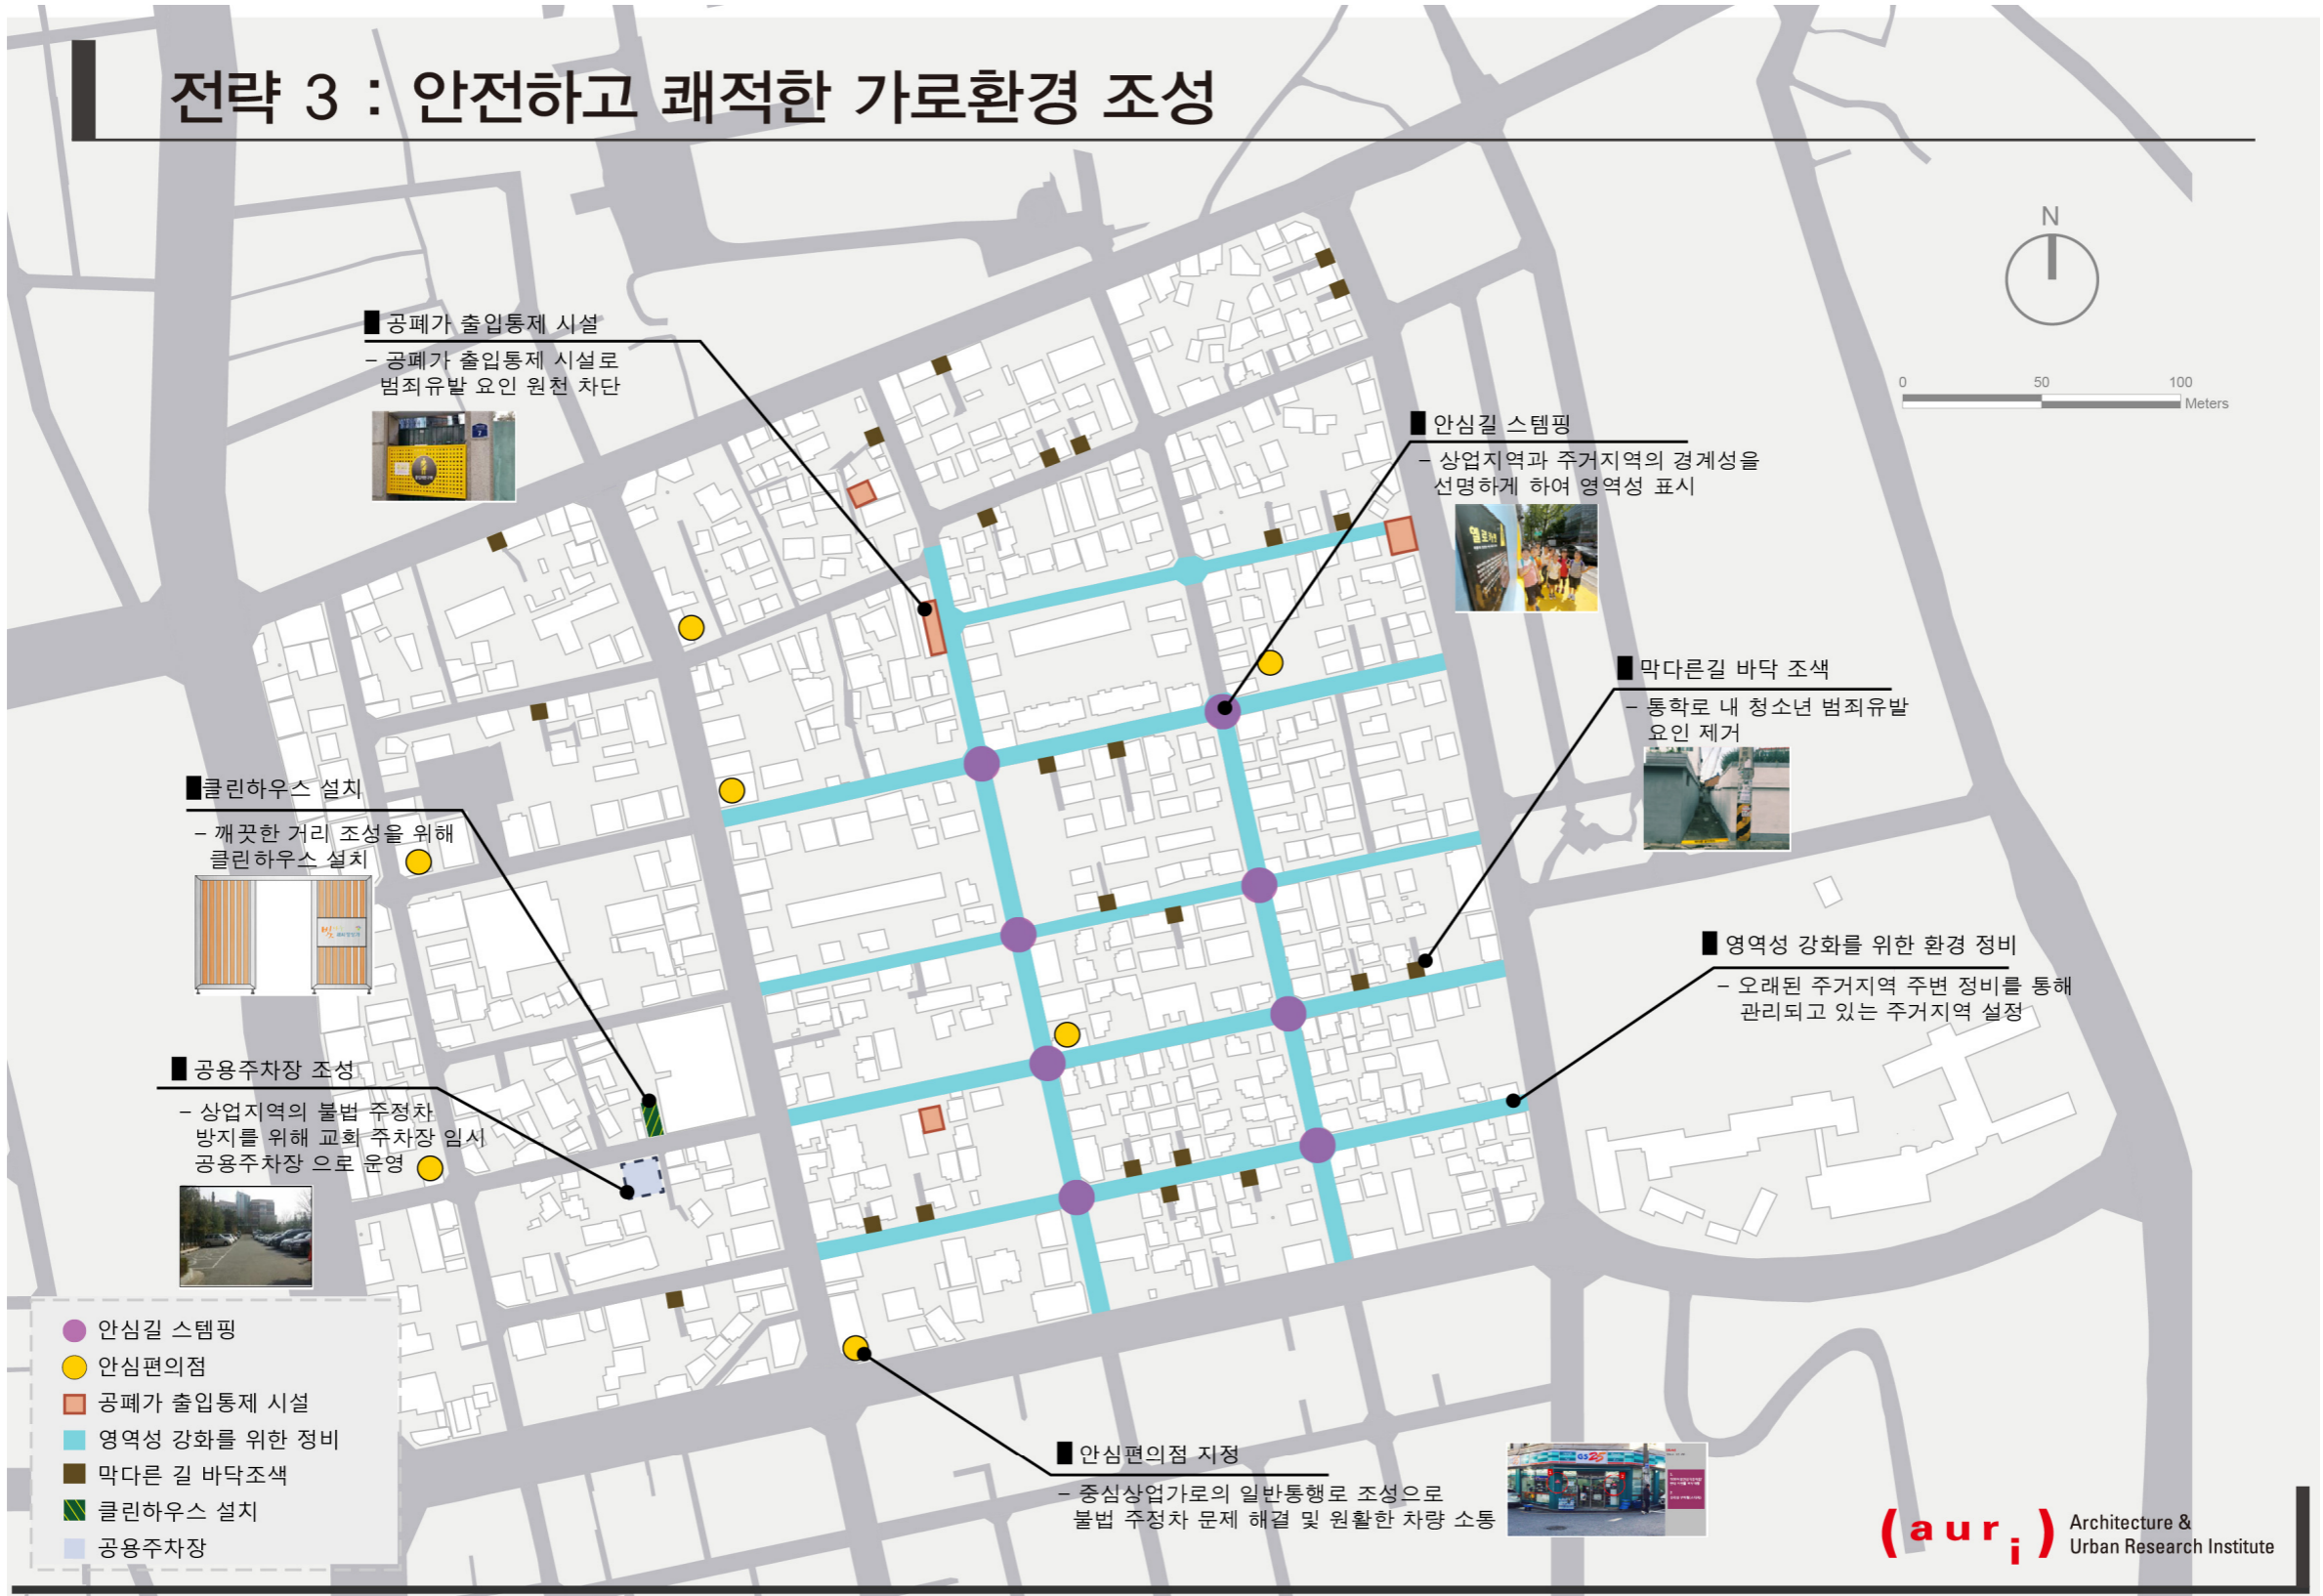 전략 3 : 안전하고 쾌적한 가로환경 조성
N
0 50 100
Meters
공폐가 출입통제 시설
– 공폐가 출입통제 시설로
범죄유발 요인 원천 차단
안심길 스템핑
– 상업지역과 주거지역의 경계성을
선명하게 하여 영역성 표시
막다른길 바닥 조색
– 통학로 내 청소년 범죄유발
요인 제거
클린하우스 설치
– 깨끗한 거리 조성을 위해
클린하우스 설치
영역성 강화를 위한 환경 정비
– 오래된 주거지역 주변 정비를 통해
관리되고 있는 주거지역 설정
공용주차장 조성
– 상업지역의 불법 주정차
방지를 위해 교회 주차장 임시
공용주차장 으로 운영
안심길 스템핑
안심편의점
공폐가 출입통제 시설
영역성 강화를 위한 정비
막다른 길 바닥조색
클린하우스 설치
공용주차장
안심편의점 지정
– 중심상업가로의 일반통행로 조성으로
불법 주정차 문제 해결 및 원활한 차량 소통
GS25
(auri)
Architecture &
Urban Research Institute